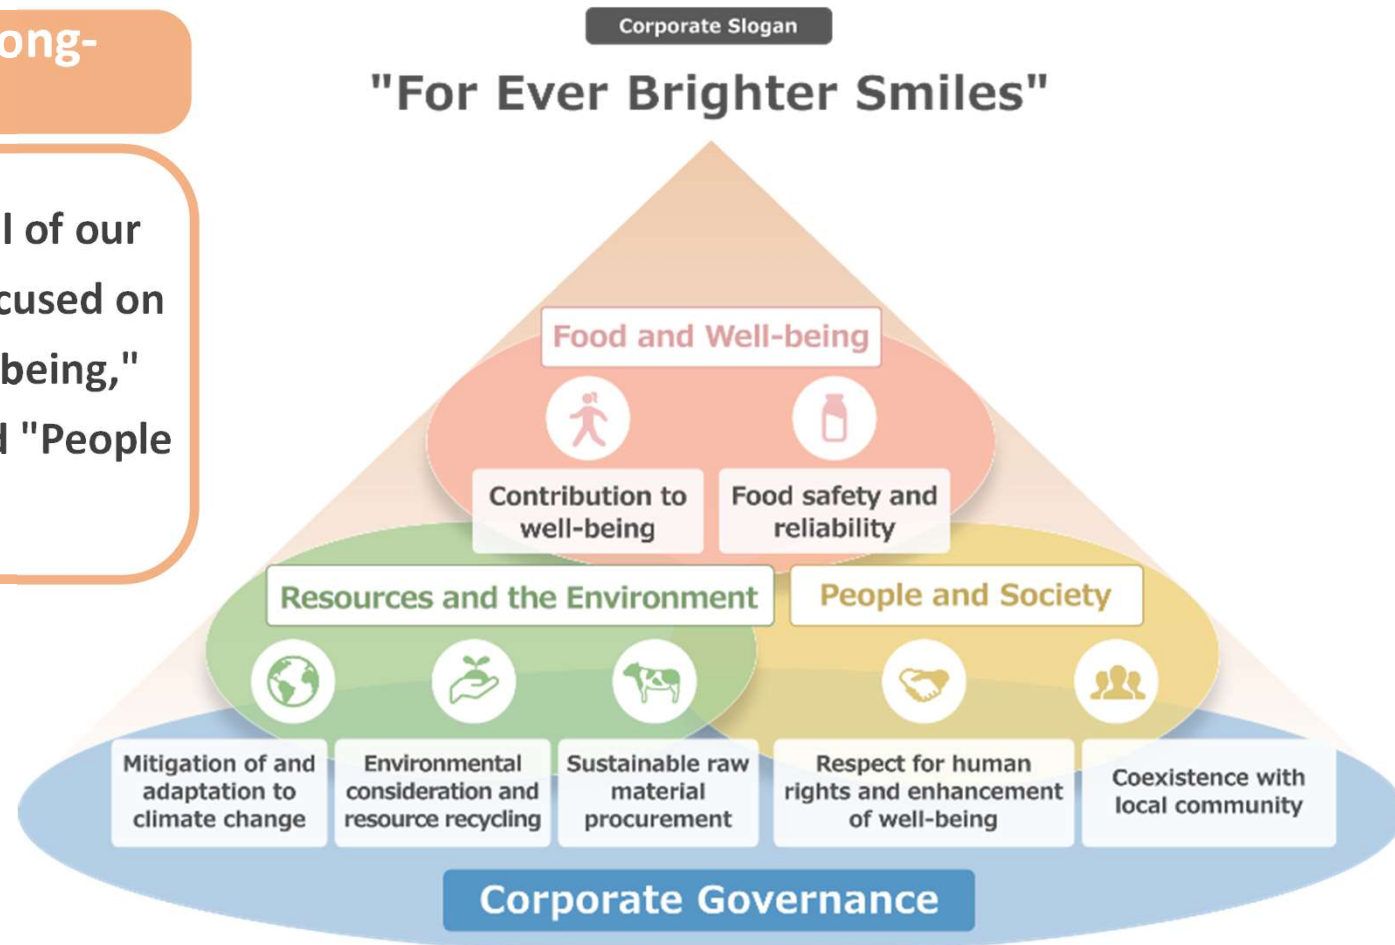 ong-
l of our
cused on
being,"
d "People
Corporate Slogan
"For Ever Brighter Smiles"
Food and Well-being
Contribution to
well-being
Food safety and
reliability
Resources and the Environment
People and Society
Mitigation of and
adaptation to
climate change
Environmental
consideration and
resource recycling
Sustainable raw
material
procurement
Respect for human
rights and enhancement
of well-being
Coexistence with
local community
Corporate Governance